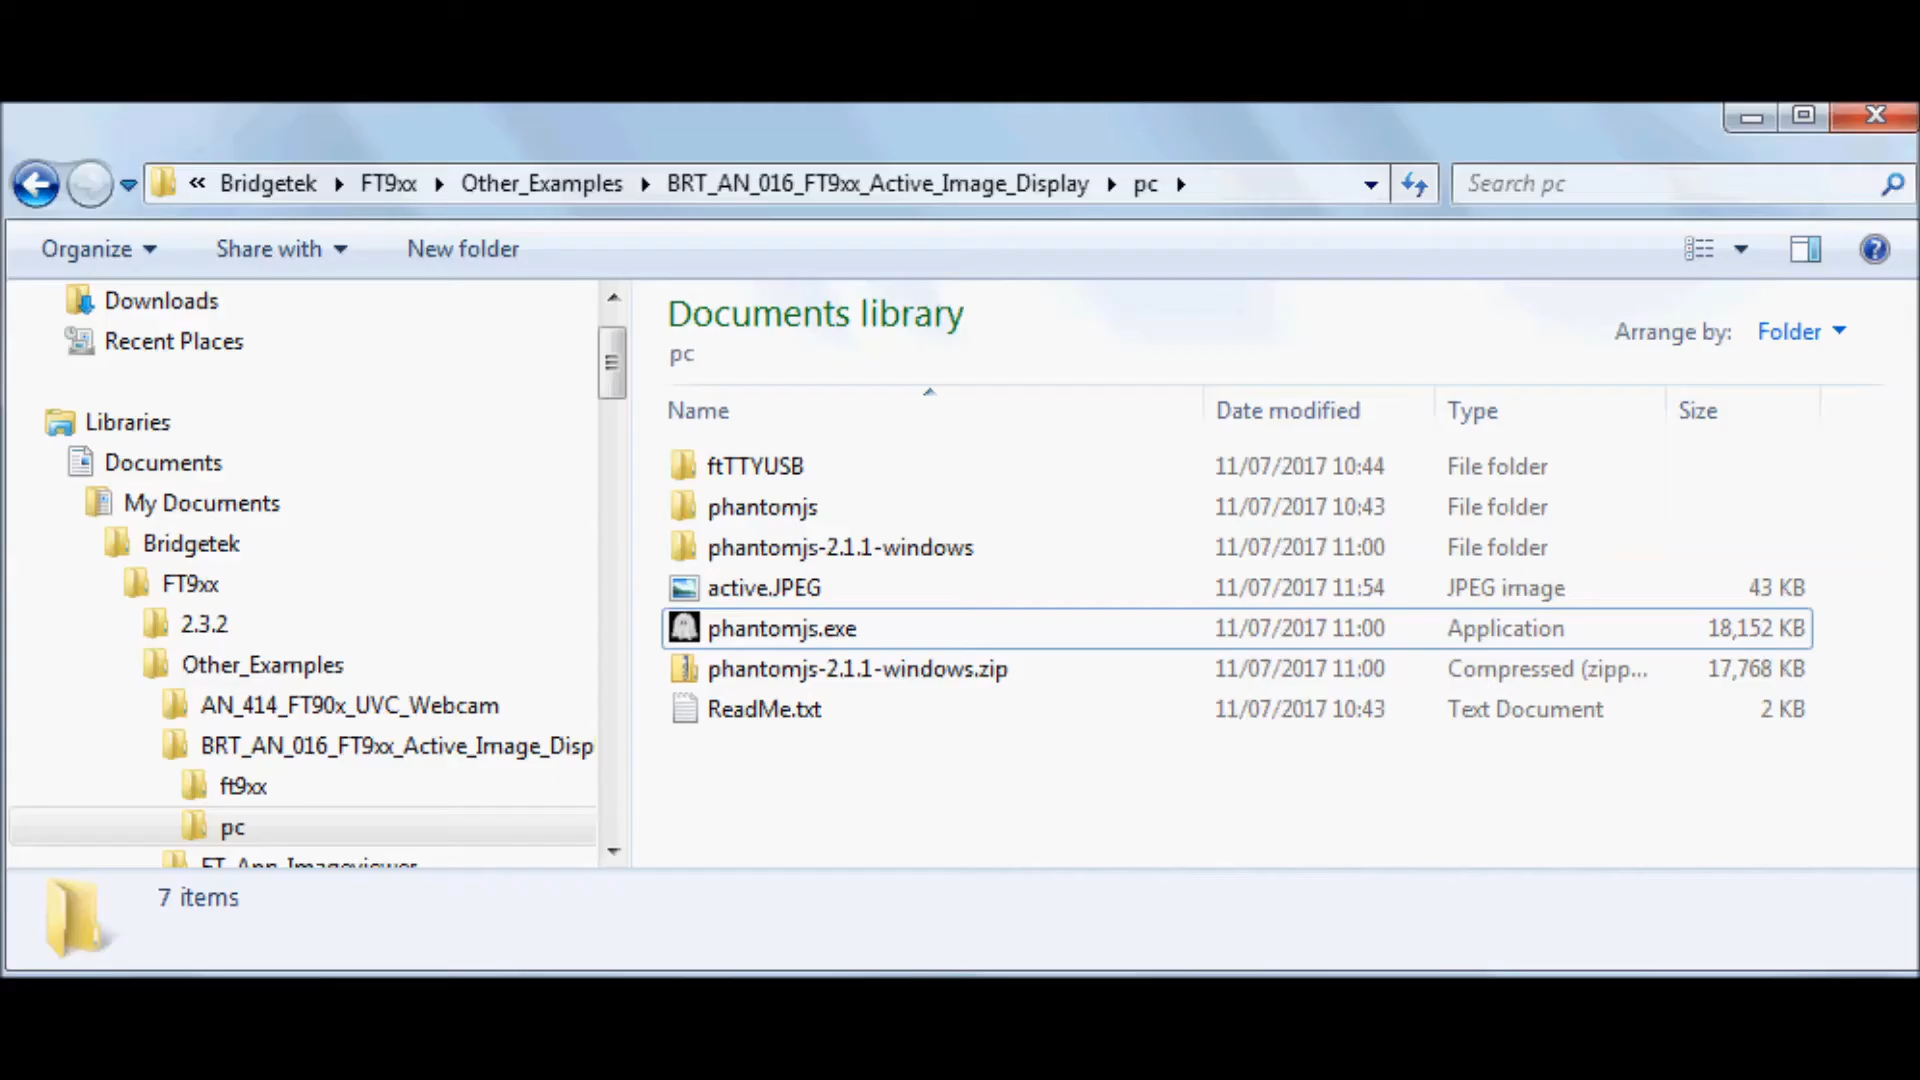 « Bridgetek FT9xx Other_Examples BRT_AN_016_FT9xx_Active_Image_Display pc
Search pc
Organize Share with New folder
Downloads
Recent Places
Libraries
Documents
My Documents
Bridgetek
FT9xx
2.3.2
Other_Examples
AN_414_FT90x_UVC_Webcam
BRT_AN_016_FT9xx_Active_Image_Disp
ft9xx
pc
FT_App_Imageviewer
Documents library
pc
Arrange by: Folder
Name Date modified Type Size
ftTTYUSB 11/07/2017 10:44 File folder
phantomjs 11/07/2017 10:43 File folder
phantomjs-2.1.1-windows 11/07/2017 11:00 File folder
active.JPEG 11/07/2017 11:54 JPEG image 43 KB
phantomjs.exe 11/07/2017 11:00 Application 18,152 KB
phantomjs-2.1.1-windows.zip 11/07/2017 11:00 Compressed (zipp... 17,768 KB
ReadMe.txt 11/07/2017 10:43 Text Document 2 KB
7 items